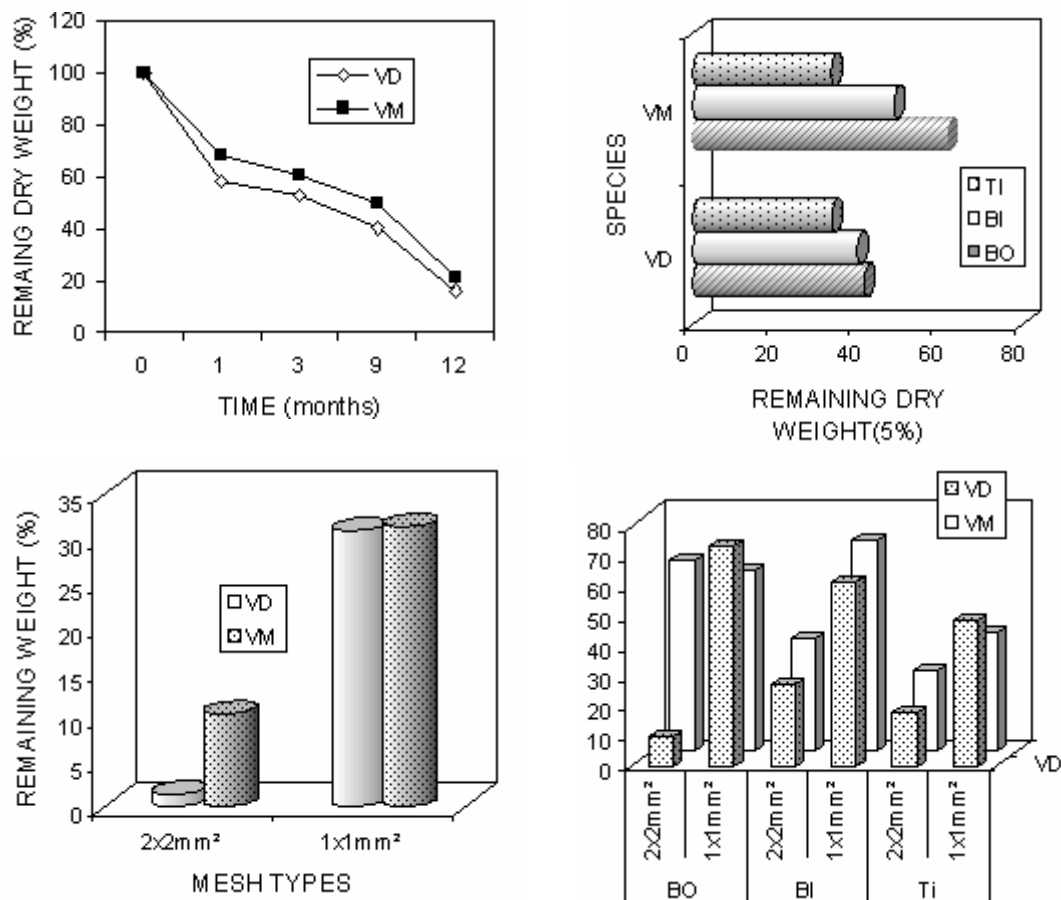 120
100
80
60
40
20
0
REMAING DRY WEIGHT (%)
VD
VM
0 1 3 9 12
TIME (months)
SPECIES
VM
VD
TI
BI
BO
0 20 40 60 80
REMAINING DRY
WEIGHT(5%)
35
30
25
20
15
10
5
0
REMAINING WEIGHT (%)
VD
VM
2x2mm² 1x1mm²
MESH TYPES
VD
VM
80
70
60
50
40
30
20
10
0
VD
2x2mm² 1x1mm² 2x2mm² 1x1mm² 2x2mm² 1x1mm²
BO BI Ti